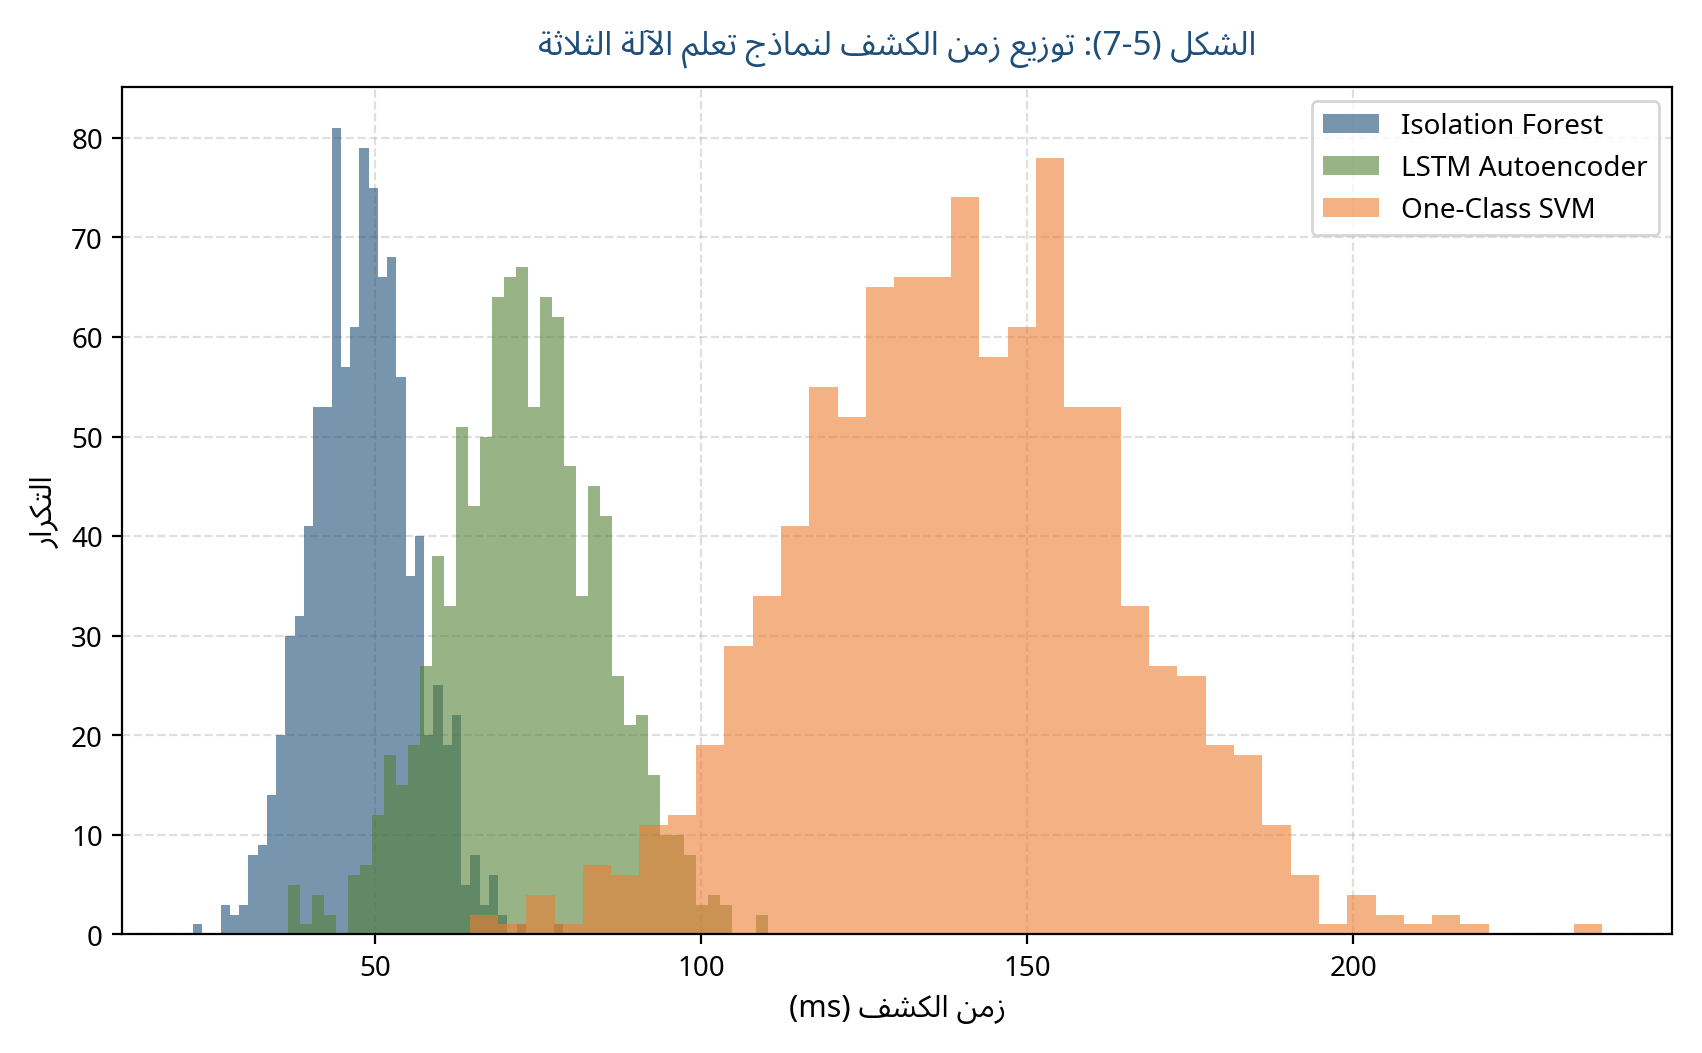 الشكل (5-7): توزيع زمن الكشف لنماذج تعلم الآلة الثلاثة
Isolation Forest
LSTM Autoencoder
One-Class SVM
80
70
60
50
40
30
20
10
0
التكرار
50
100
150
200
زمن الكشف (ms)